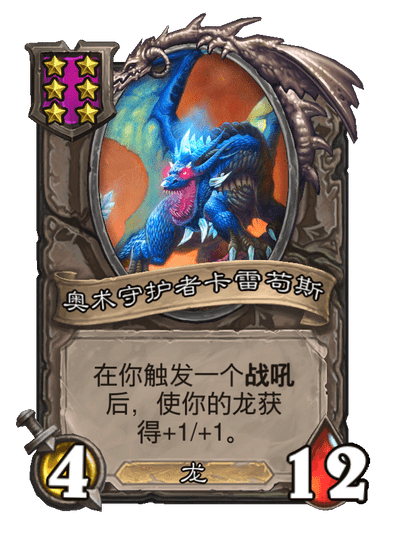 奥术守护者卡雷苟斯
在你触发一个战吼
后，使你的龙获
得+1/+1。
4
龙
12